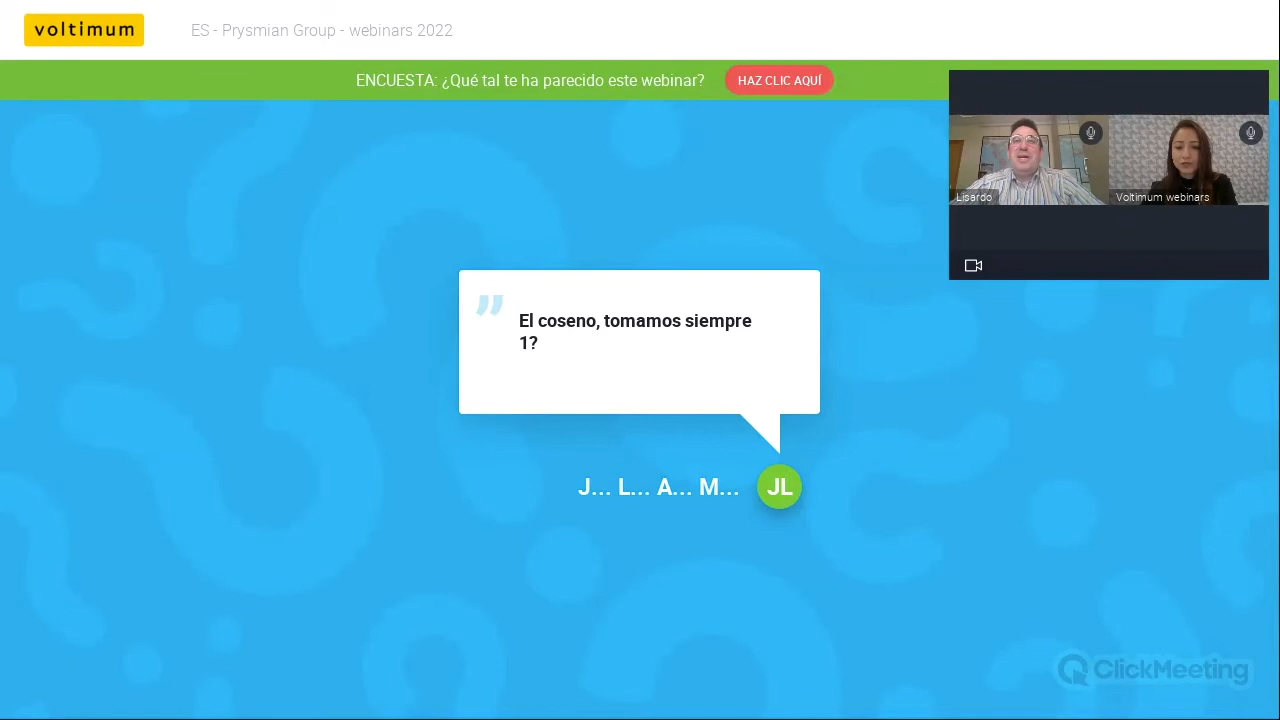 voltimum
ES - Prysmian Group - webinars 2022
ENCUESTA: ¿Qué tal te ha parecido este webinar?
HAZ CLIC AQUÍ
Lisardo
Voltimum webinars
” El coseno, tomamos siempre
1?
J... L... A... M...
JL
ClickMeeting